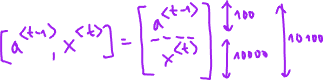 [a^{<t-1>}, x^{<t>}] = [a^{<t-1>} ↕100
----
x^{<t>}] ↕10000 ↕10100